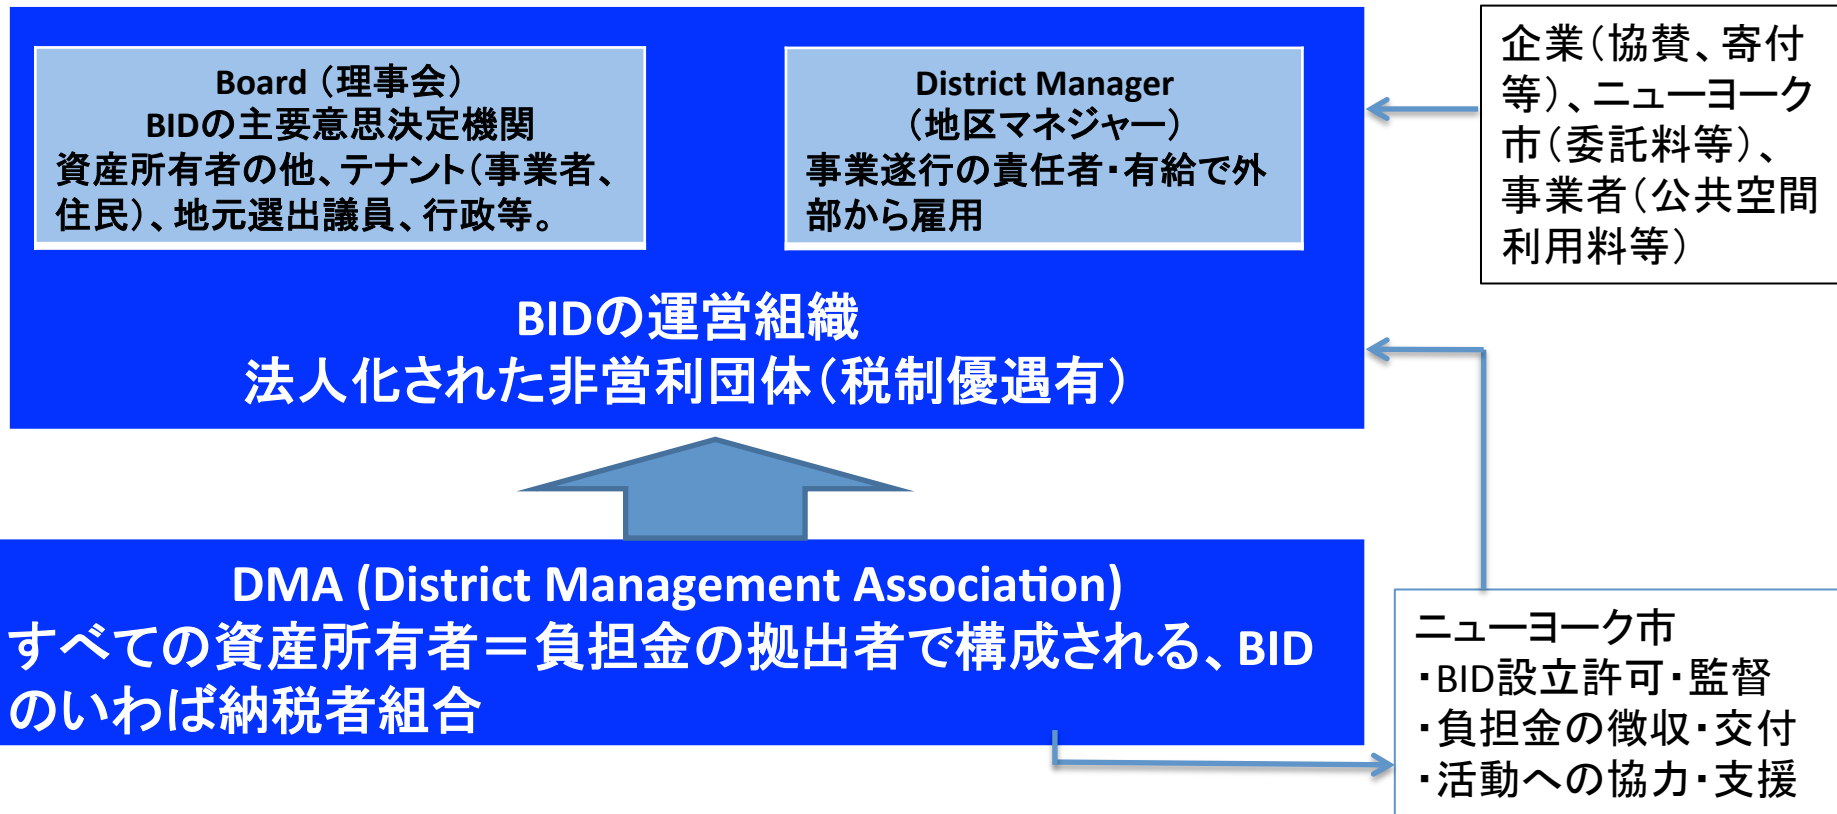 Board（理事会）
BIDの主要意思決定機関
資産所有者の他、テナント（事業者、
住民）、地元選出議員、行政等。
District Manager
（地区マネジャー）
事業遂行の責任者・有給で外
部から雇用
企業（協賛、寄付
等）、ニューヨーク
市（委託料等）、
事業者（公共空間
利用料等）
BIDの運営組織
法人化された非営利団体（税制優遇有）
DMA (District Management Association)
すべての資産所有者＝負担金の拠出者で構成される、BID
のいわば納税者組合
ニューヨーク市
・BID設立許可・監督
・負担金の徴収・交付
・活動への協力・支援